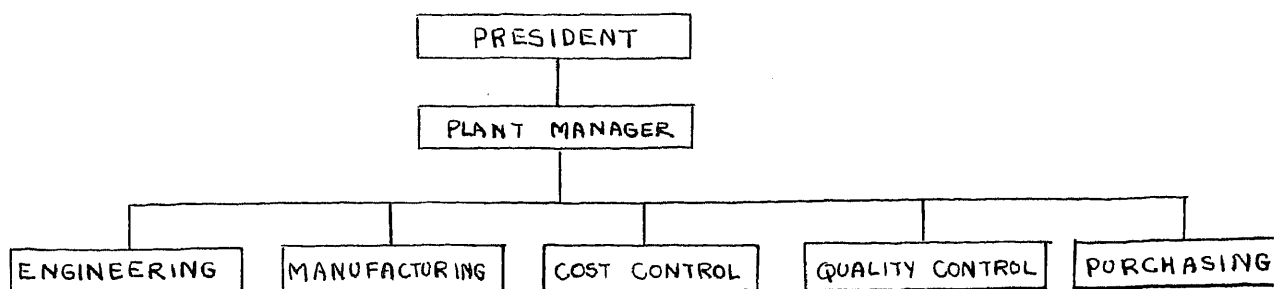 PRESIDENT
PLANT MANAGER
ENGINEERING
MANUFACTURING
COST CONTROL
QUALITY CONTROL
PURCHASING